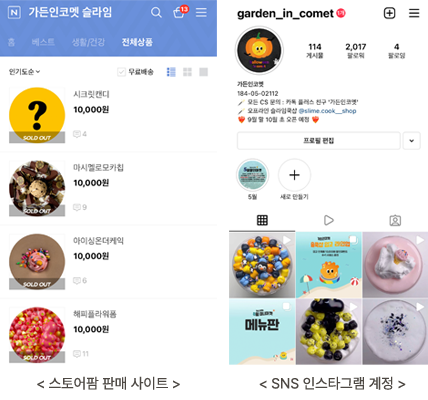 N 가든인코멧 슬라임 13
홈 베스트 생활/건강 전체상품
인기도순 무료배송
?
SOLD OUT
시크릿캔디
10,000원
4
SOLD OUT
마시멜로모카칩
10,000원
9
SOLD OUT
아이싱온더케익
10,000원
6
SOLD OUT
해피플라워폼
10,000원
11
< 스토어팜 판매 사이트 >
garden_in_comet
114 2,017 4
게시물 팔로워 팔로잉
가든인코멧
184-05-02112
모든 CS 문의 : 카톡 플러스 친구 '가든인코멧'
오프라인 슬라임쿡샵 @slime.cook___shop
9월 말 10월 초 오픈 예정
프로필 편집
5월 새로 만들기
메뉴판
< SNS 인스타그램 계정 >